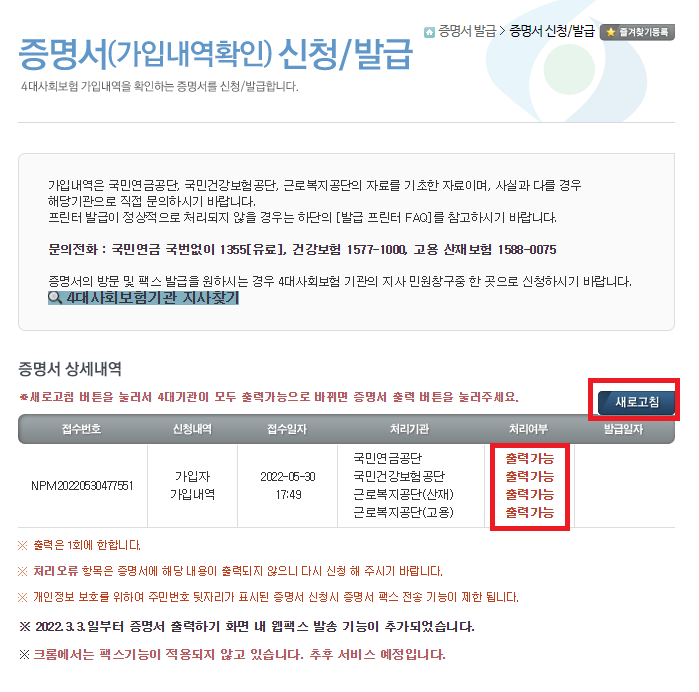 증명서 발급 > 증명서 신청/발급 즐겨찾기등록
증명서(가입내역확인) 신청/발급
4대사회보험 가입내역을 확인하는 증명서를 신청/발급합니다.
가입내역은 국민연금공단, 국민건강보험공단, 근로복지공단의 자료를 기초한 자료이며, 사실과 다를 경우
해당기관으로 직접 문의하시기 바랍니다.
프린터 발급이 정상적으로 처리되지 않을 경우는 하단의 [발급 프린터 FAQ]를 참고하시기 바랍니다.
문의전화 : 국민연금 국번없이 1355[유료], 건강보험 1577-1000, 고용 산재보험 1588-0075
증명서의 방문 및 팩스 발급을 원하시는 경우 4대사회보험 기관의 지사 민원창구중 한 곳으로 신청하시기 바랍니다.
4대사회보험기관 지사찾기
증명서 상세내역
※새로고침 버튼을 눌러서 4대기관이 모두 출력가능으로 바뀌면 증명서 출력 버튼을 눌러주세요.
새로고침
접수번호 신청내역 접수일자 처리기관 처리여부 발급일자
NPM20220530477551
가입자
가입내역
2022-05-30
17:49
국민연금공단 출력가능
국민건강보험공단 출력가능
근로복지공단(산재) 출력가능
근로복지공단(고용) 출력가능
※ 출력은 1회에 한합니다.
※ 처리오류 항목은 증명서에 해당 내용이 출력되지 않으니 다시 신청 해 주시기 바랍니다.
※ 개인정보 보호를 위하여 주민번호 뒷자리가 표시된 증명서 신청시 증명서 팩스 전송 기능이 제한 됩니다.
※ 2022.3.3.일부터 증명서 출력하기 화면 내 웹팩스 발송 기능이 추가되었습니다.
※ 크롬에서는 팩스기능이 적용되지 않고 있습니다. 추후 서비스 예정입니다.